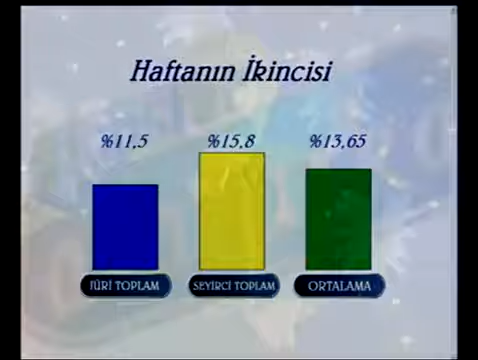 Haftanın İkincisi
%11,5 %15,8 %13,65
JÜRİ TOPLAM SEYİRCİ TOPLAM ORTALAMA